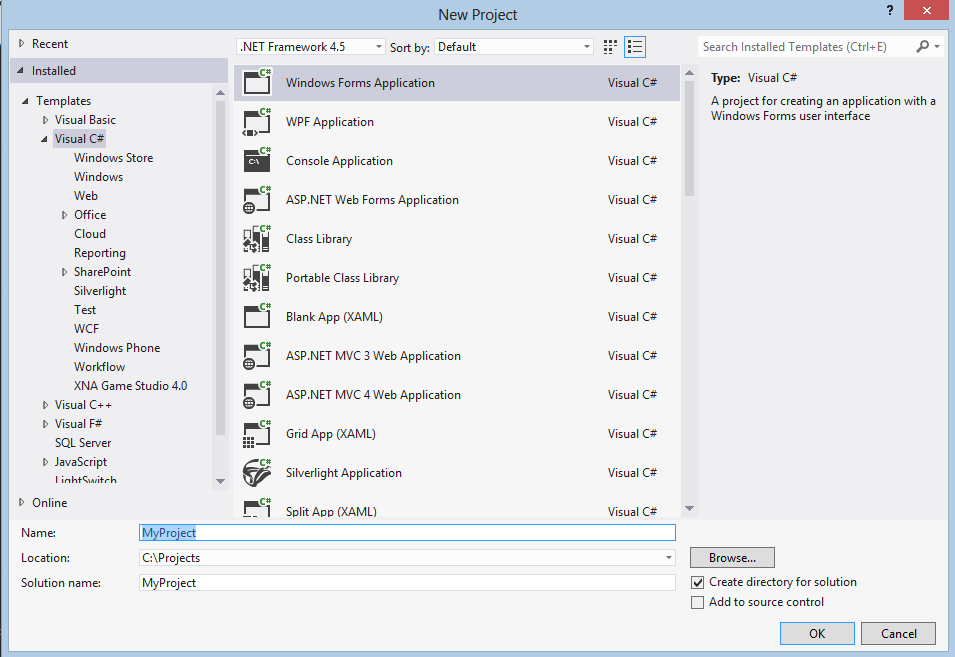 New Project
?
Recent
Installed
Templates
Visual Basic
Visual C#
Windows Store
Windows
Web
Office
Cloud
Reporting
SharePoint
Silverlight
Test
WCF
Windows Phone
Workflow
XNA Game Studio 4.0
Visual C++
Visual F#
SQL Server
JavaScript
LightSwitch
Online
.NET Framework 4.5 Sort by: Default
Windows Forms Application Visual C#
WPF Application Visual C#
Console Application Visual C#
ASP.NET Web Forms Application Visual C#
Class Library Visual C#
Portable Class Library Visual C#
Blank App (XAML) Visual C#
ASP.NET MVC 3 Web Application Visual C#
ASP.NET MVC 4 Web Application Visual C#
Grid App (XAML) Visual C#
Silverlight Application Visual C#
Split App (XAML) Visual C#
Search Installed Templates (Ctrl+E)
Type: Visual C#
A project for creating an application with a
Windows Forms user interface
Name: MyProject
Location: C:\Projects Browse...
Solution name: MyProject
Create directory for solution
Add to source control
OK Cancel